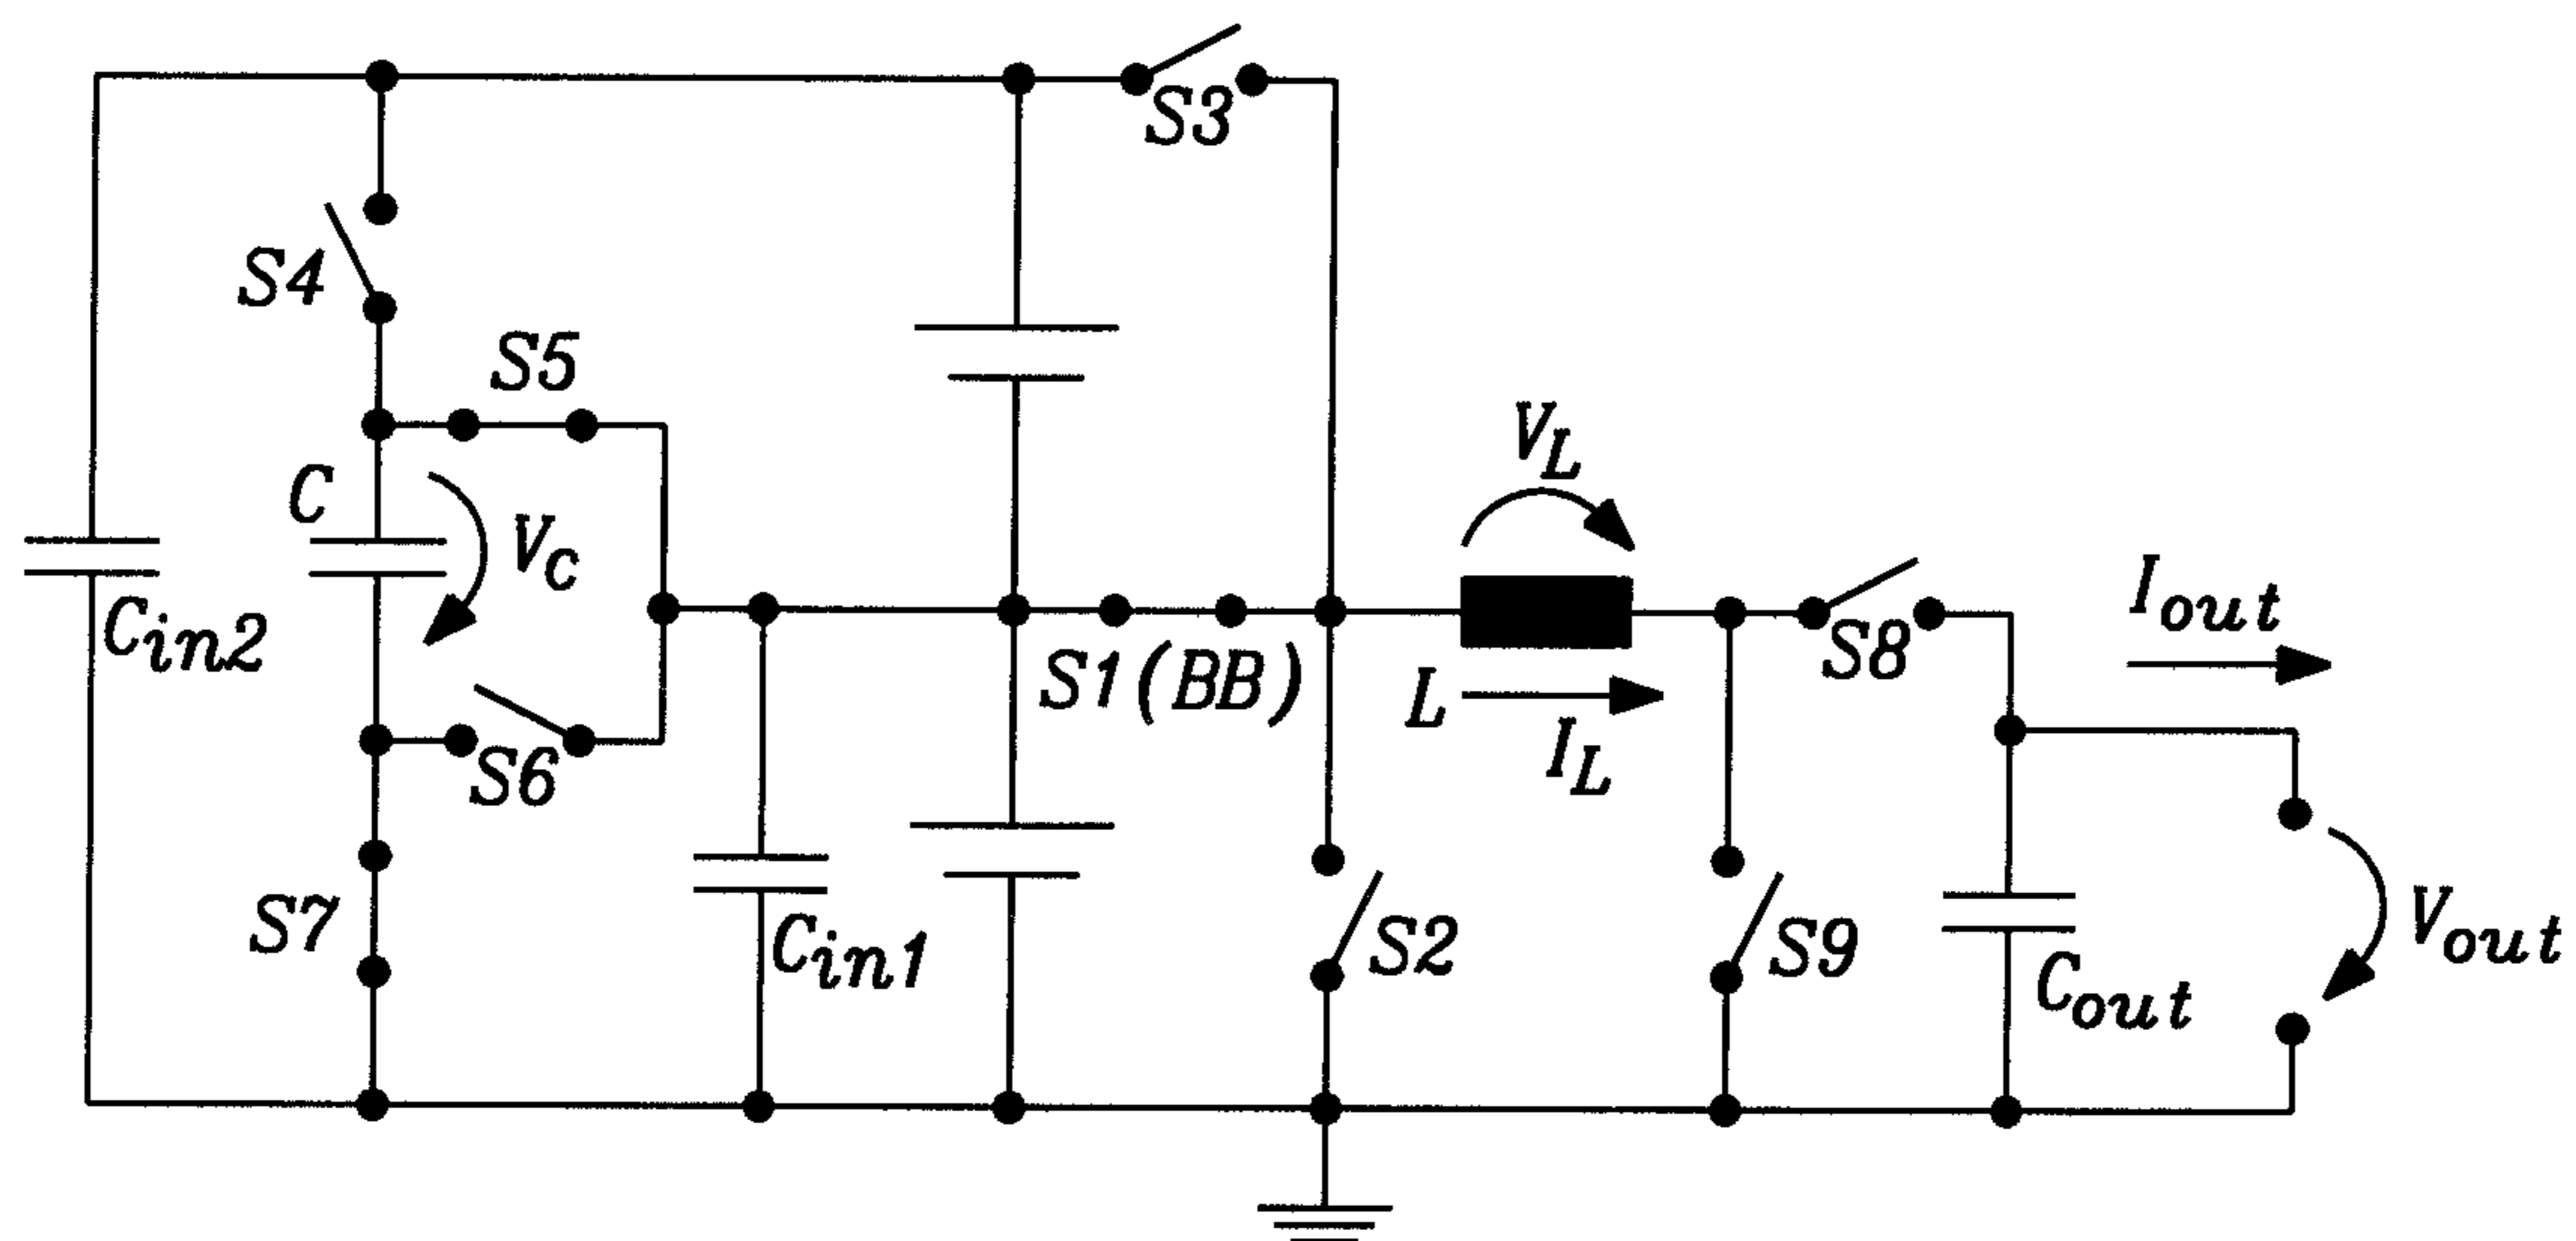 S3
S4
S5
C
V_C
V_L
C_in2
S6
S1(BB)
L
I_L
S8
I_out
S7
C_in1
S2
S9
C_out
V_out